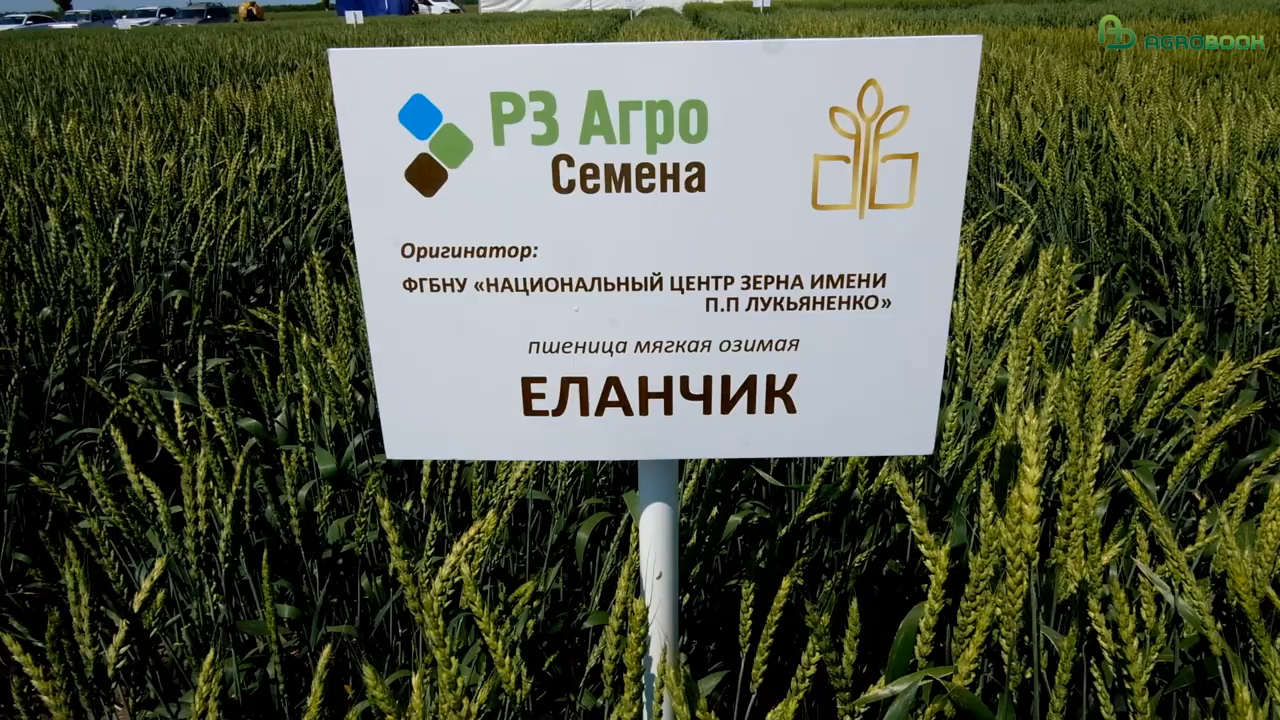 AGROBOOK
РЗ Агро
Семена
Оригинатор:
ФГБНУ «НАЦИОНАЛЬНЫЙ ЦЕНТР ЗЕРНА ИМЕНИ
П.П ЛУКЬЯНЕНКО»
пшеница мягкая озимая
ЕЛАНЧИК